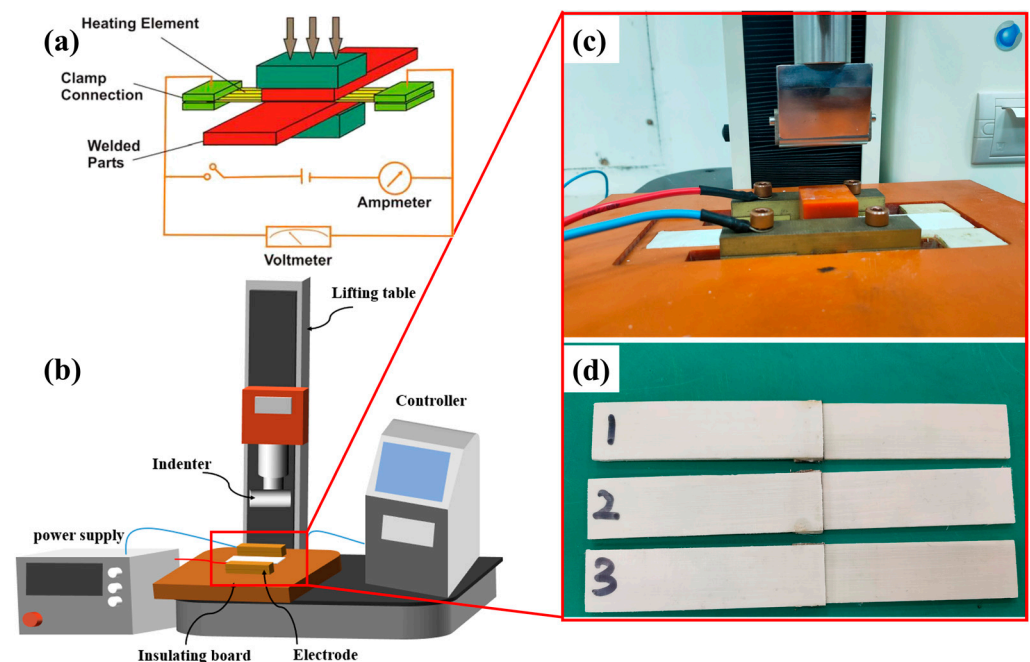 (a)
Heating Element
Clamp
Connection
Welded
Parts
Ampmeter
Voltmeter
(b)
Lifting table
Controller
Indenter
power supply
Insulating board
Electrode
(c)
(d)
1
2
3